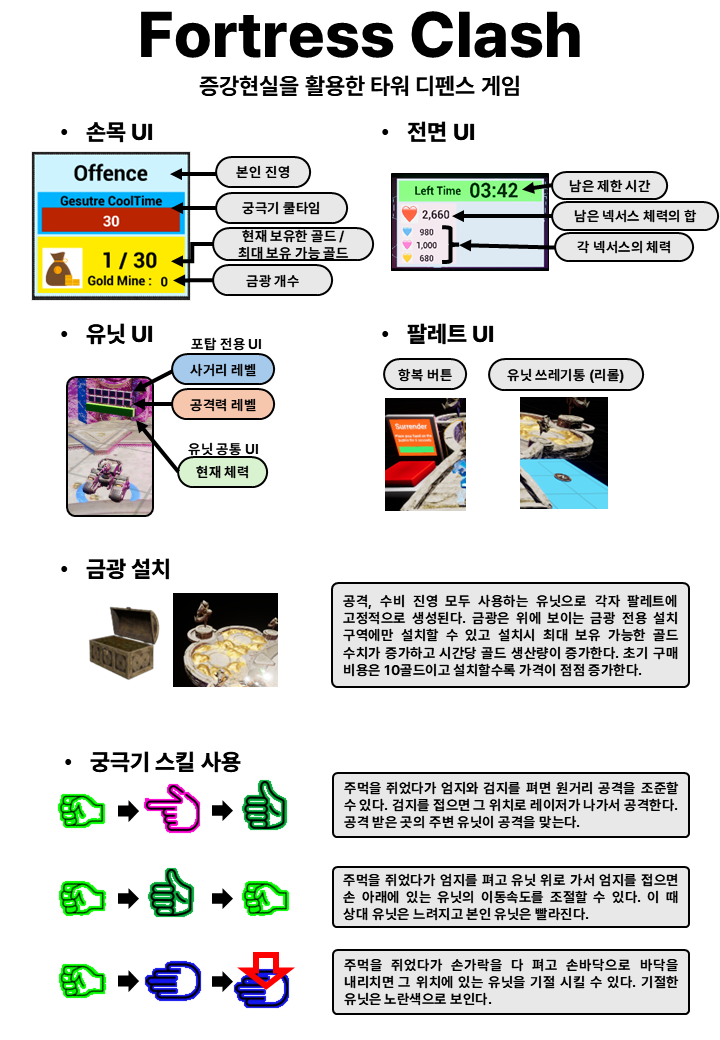 Fortress Clash
증강현실을 활용한 타워 디펜스 게임
• 손목 UI
Offence
Gesutre CoolTime
30
1 / 30
Gold Mine : 0
본인 진영
궁극기 쿨타임
현재 보유한 골드 /
최대 보유 가능 골드
금광 개수
• 전면 UI
Left Time 03:42
2,660
980
1,000
680
남은 제한 시간
남은 넥서스 체력의 합
각 넥서스의 체력
• 유닛 UI
포탑 전용 UI
사거리 레벨
공격력 레벨
유닛 공통 UI
현재 체력
• 팔레트 UI
항복 버튼
유닛 쓰레기통 (리롤)
Surrender
• 금광 설치
공격, 수비 진영 모두 사용하는 유닛으로 각자 팔레트에
고정적으로 생성된다. 금광은 위에 보이는 금광 전용 설치
구역에만 설치할 수 있고 설치시 최대 보유 가능한 골드
수치가 증가하고 시간당 골드 생산량이 증가한다. 초기 구매
비용은 10골드이고 설치할수록 가격이 점점 증가한다.
• 궁극기 스킬 사용
주먹을 쥐었다가 엄지와 검지를 펴면 원거리 공격을 조준할
수 있다. 검지를 접으면 그 위치로 레이저가 나가서 공격한다.
공격 받은 곳의 주변 유닛이 공격을 맞는다.
주먹을 쥐었다가 엄지를 펴고 유닛 위로 가서 엄지를 접으면
손 아래에 있는 유닛의 이동속도를 조절할 수 있다. 이 때
상대 유닛은 느려지고 본인 유닛은 빨라진다.
주먹을 쥐었다가 손가락을 다 펴고 손바닥으로 바닥을
내리치면 그 위치에 있는 유닛을 기절 시킬 수 있다. 기절한
유닛은 노란색으로 보인다.